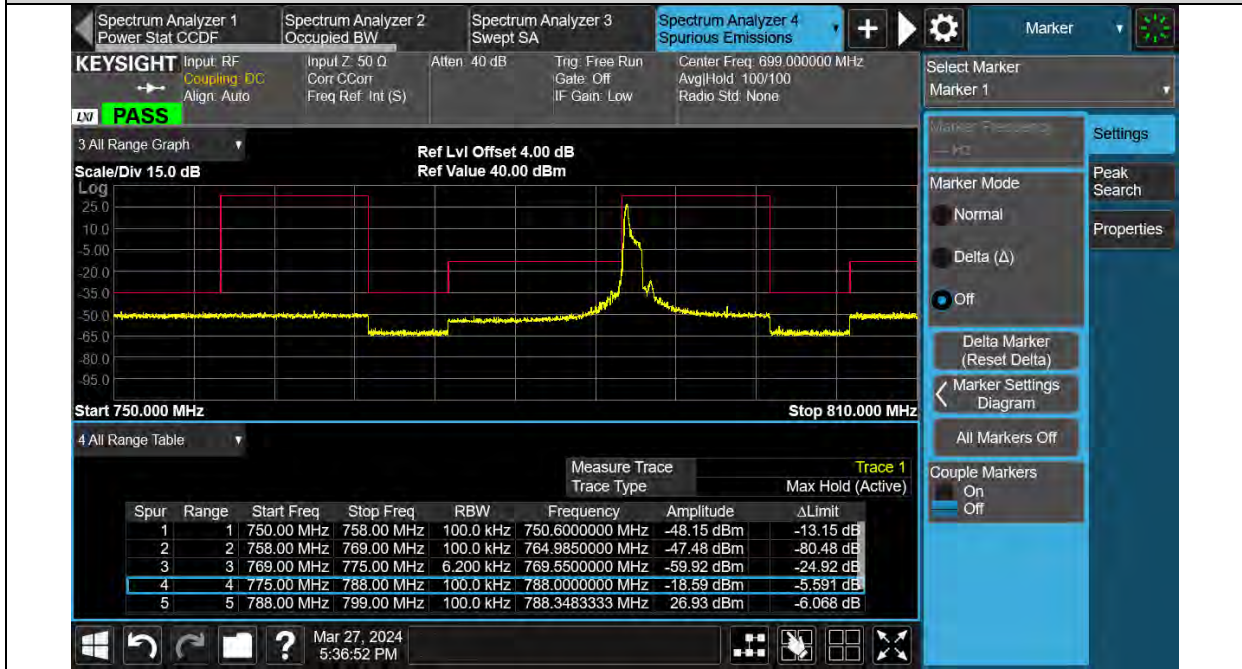 Spectrum Analyzer 1
Power Stat CCDF
Spectrum Analyzer 2
Occupied BW
Spectrum Analyzer 3
Swept SA
Spectrum Analyzer 4
Spurious Emissions
+
Marker
KEYSIGHT
Input: RF
Coupling: DC
Align: Auto
Input Z: 50 Ω
Corr CCorr
Freq Ref: Int (S)
Atten: 40 dB
Trig: Free Run
Gate: Off
IF Gain: Low
Center Freq: 699.000000 MHz
Avg|Hold: 100/100
Radio Std: None
LXI PASS
Select Marker
Marker 1
3 All Range Graph
Scale/Div 15.0 dB
Ref Lvl Offset 4.00 dB
Ref Value 40.00 dBm
Log
25.0
10.0
-5.00
-20.0
-35.0
-50.0
-65.0
-80.0
-95.0
Start 750.000 MHz
Stop 810.000 MHz
Marker Frequency
--- Hz
Marker Mode
Normal
Delta (Δ)
Off
Delta Marker
(Reset Delta)
Marker Settings
Diagram
All Markers Off
Couple Markers
On
Off
Settings
Peak
Search
Properties
4 All Range Table
Measure Trace Trace 1
Trace Type Max Hold (Active)
Spur Range Start Freq Stop Freq RBW Frequency Amplitude ΔLimit
1 1 750.00 MHz 758.00 MHz 100.0 kHz 750.6000000 MHz -48.15 dBm -13.15 dB
2 2 758.00 MHz 769.00 MHz 100.0 kHz 764.9850000 MHz -47.48 dBm -80.48 dB
3 3 769.00 MHz 775.00 MHz 6.200 kHz 769.5500000 MHz -59.92 dBm -24.92 dB
4 4 775.00 MHz 788.00 MHz 100.0 kHz 788.0000000 MHz -18.59 dBm -5.591 dB
5 5 788.00 MHz 799.00 MHz 100.0 kHz 788.3483333 MHz 26.93 dBm -6.068 dB
?
Mar 27, 2024
5:36:52 PM